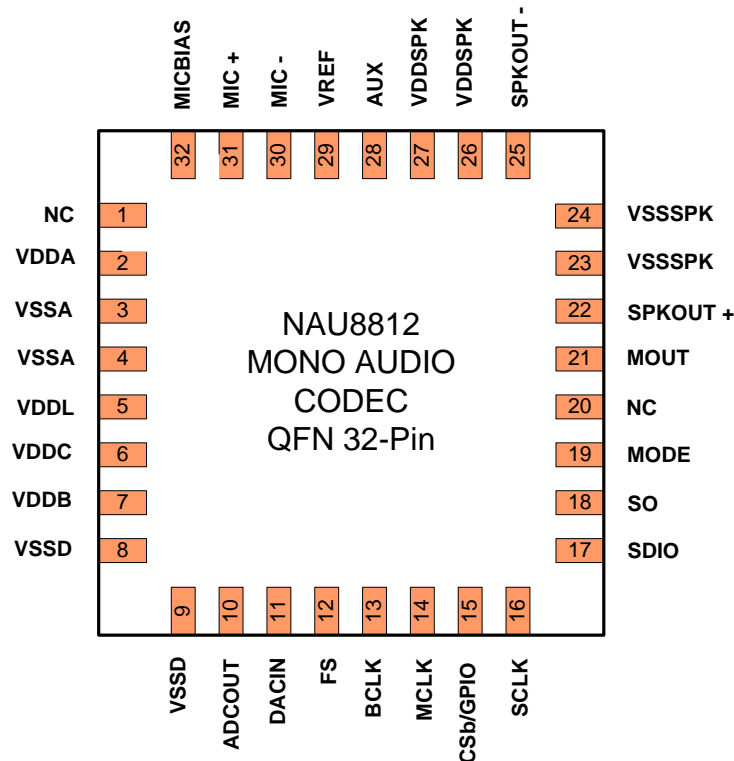 MICBIAS
MIC +
MIC -
VREF
AUX
VDDSPK
VDDSPK
SPKOUT -
32
31
30
29
28
27
26
25
NC 1
VDDA 2
VSSA 3
VSSA 4
VDDL 5
VDDC 6
VDDB 7
VSSD 8
24 VSSSPK
23 VSSSPK
22 SPKOUT +
21 MOUT
20 NC
19 MODE
18 SO
17 SDIO
NAU8812
MONO AUDIO
CODEC
QFN 32-Pin
9
10
11
12
13
14
15
16
VSSD
ADCOUT
DACIN
FS
BCLK
MCLK
CSb/GPIO
SCLK